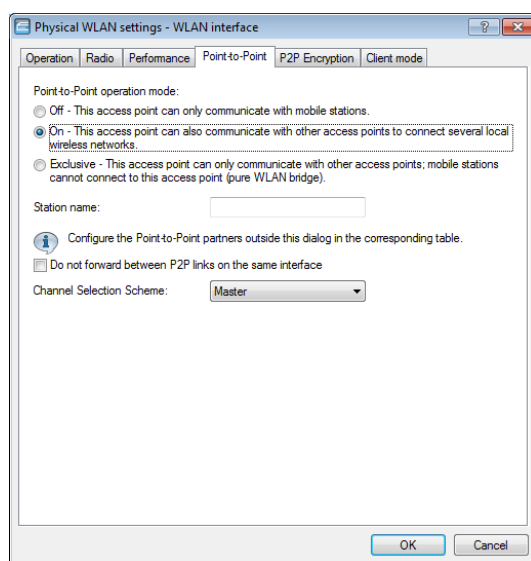 Physical WLAN settings - WLAN interface
Operation Radio Performance Point-to-Point P2P Encryption Client mode
Point-to-Point operation mode:
Off - This access point can only communicate with mobile stations.
On - This access point can also communicate with other access points to connect several local
wireless networks.
Exclusive - This access point can only communicate with other access points; mobile stations
cannot connect to this access point (pure WLAN bridge).
Station name:
Configure the Point-to-Point partners outside this dialog in the corresponding table.
Do not forward between P2P links on the same interface
Channel Selection Scheme: Master
OK Cancel